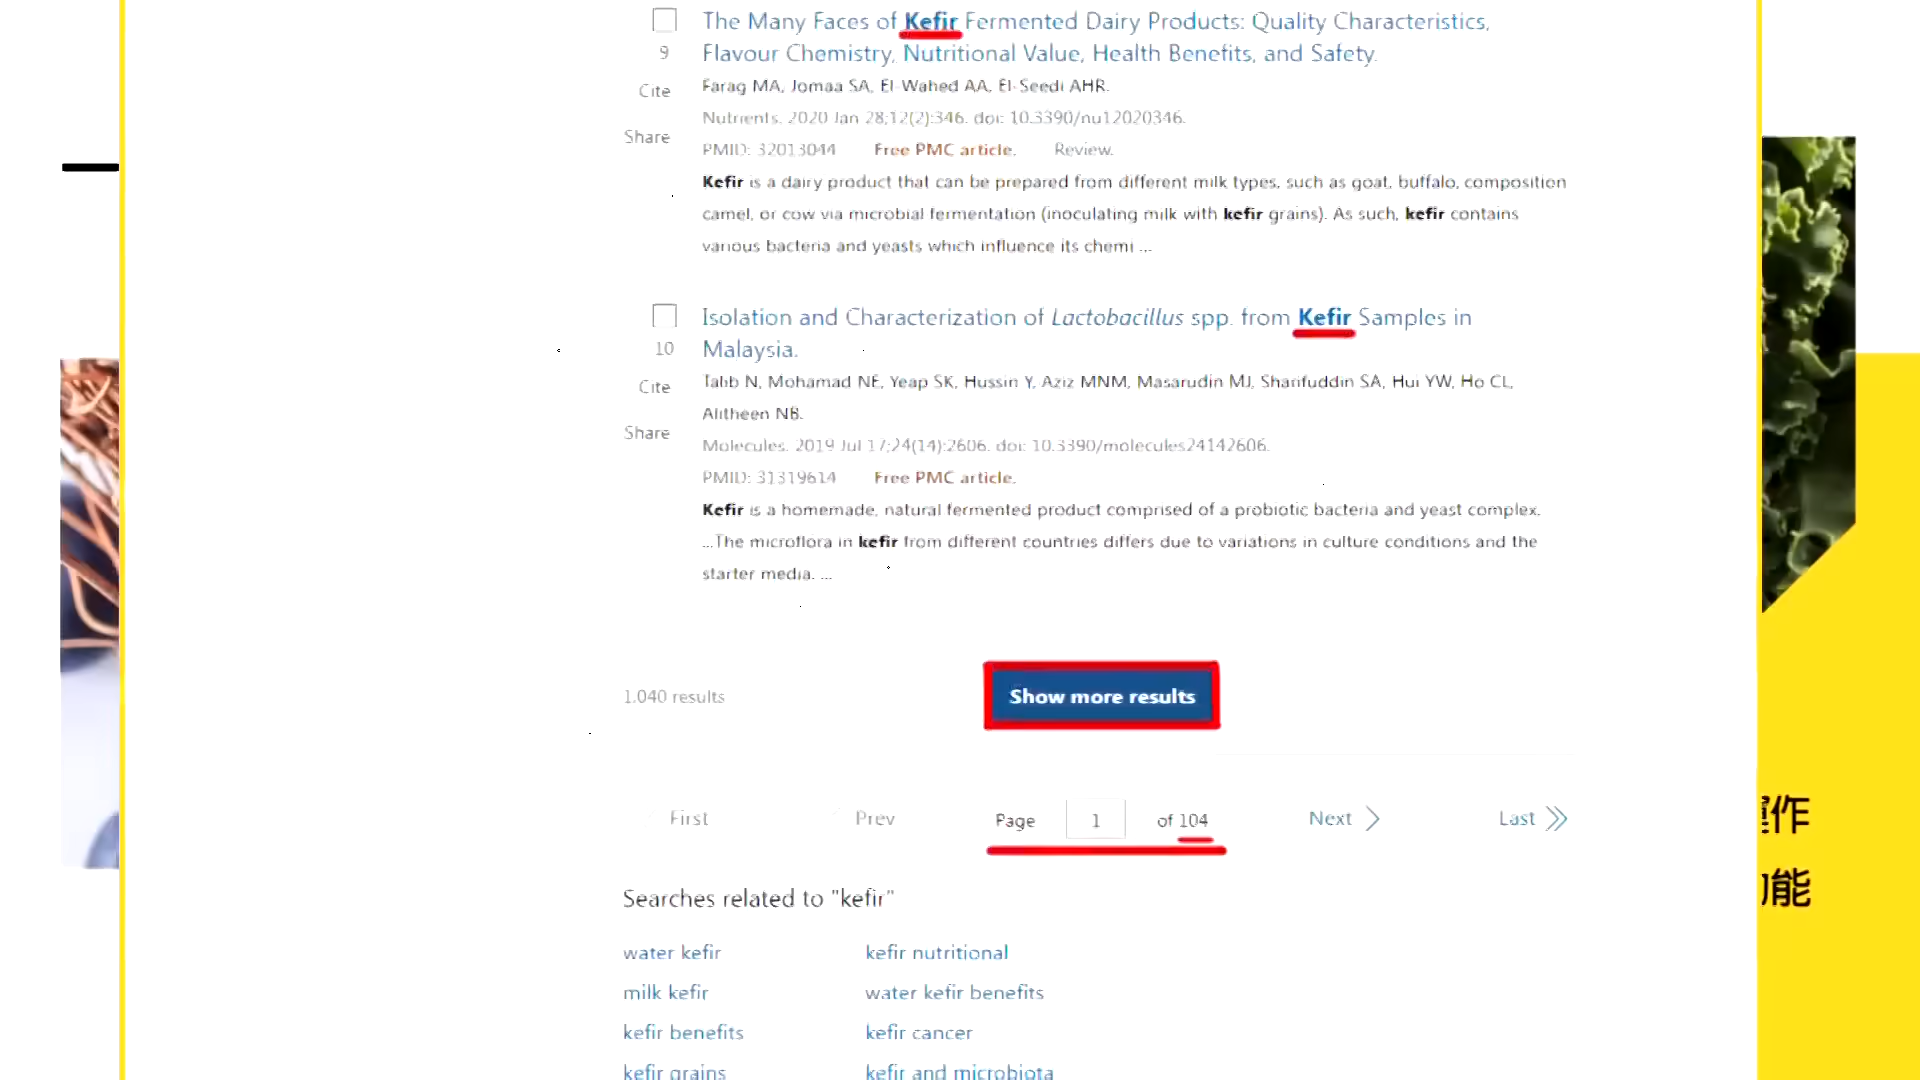 The Many Faces of Kefir Fermented Dairy Products: Quality Characteristics,
9
Flavour Chemistry, Nutritional Value, Health Benefits, and Safety.
Cite
Farag MA, Jomaa SA, El-Wahed AA, El-Seedi AHR.
Nutrients. 2020 Jan 28;12(2):346. doi: 10.3390/nu12020346.
Share
PMID: 32013044 Free PMC article. Review.
Kefir is a dairy product that can be prepared from different milk types, such as goat, buffalo, composition
camel, or cow via microbial fermentation (inoculating milk with kefir grains). As such, kefir contains
various bacteria and yeasts which influence its chemi ...
Isolation and Characterization of Lactobacillus spp. from Kefir Samples in
10
Malaysia.
Cite
Talib N, Mohamad NE, Yeap SK, Hussin Y, Aziz MNM, Masarudin MJ, Sharifuddin SA, Hui YW, Ho CL,
Alitheen NB.
Share
Molecules. 2019 Jul 17;24(14):2606. doi: 10.3390/molecules24142606.
PMID: 31319614 Free PMC article.
Kefir is a homemade, natural fermented product comprised of a probiotic bacteria and yeast complex.
...The microflora in kefir from different countries differs due to variations in culture conditions and the
starter media. ...
1,040 results
Show more results
First Prev Page 1 of 104 Next Last
Searches related to "kefir"
water kefir kefir nutritional
milk kefir water kefir benefits
kefir benefits kefir cancer
kefir grains kefir and microbiota
作
能